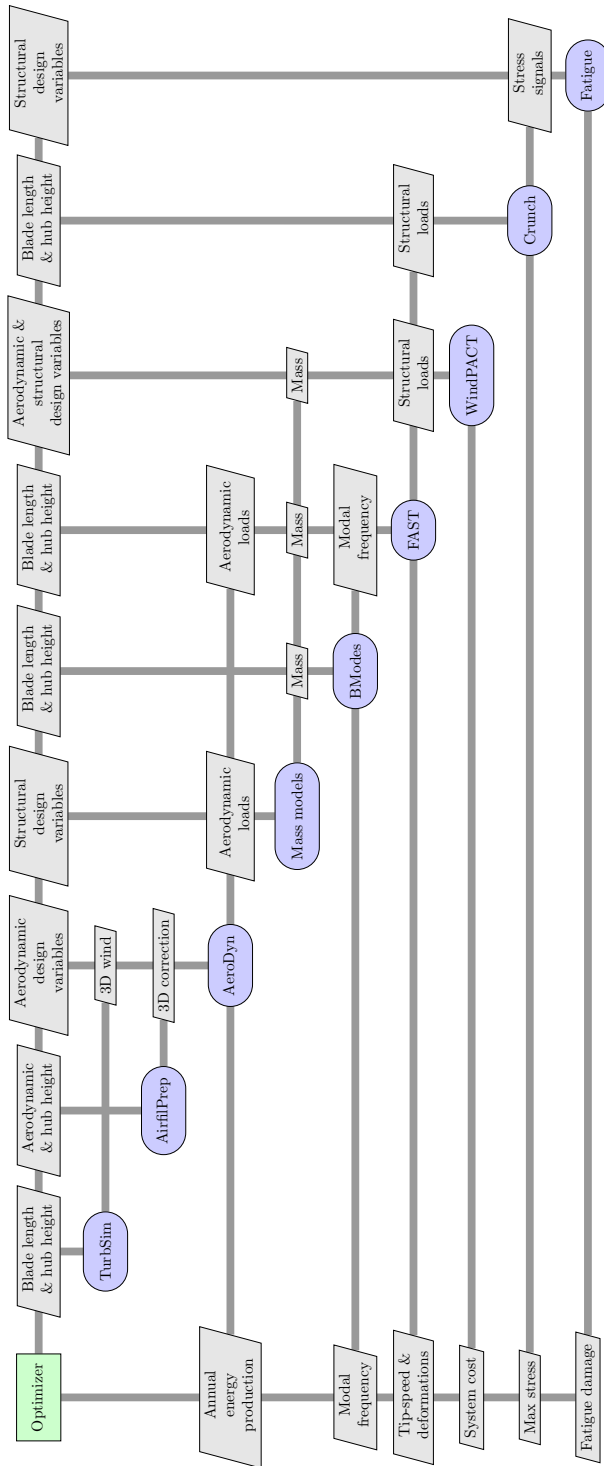 Optimizer
Blade length
& hub height
Aerodynamic
& hub height
Aerodynamic
design
variables
Structural
design
variables
Blade length
& hub height
Blade length
& hub height
Aerodynamic &
structural
design variables
Blade length
& hub height
Structural
design
variables
TurbSim
3D wind
AirfilPrep
3D correction
Annual
energy
production
AeroDyn
Aerodynamic
loads
Aerodynamic
loads
Mass models
Mass
Mass
Mass
Modal
frequency
BModes
Modal
frequency
Tip-speed &
deformations
FAST
Structural
loads
Structural
loads
System cost
WindPACT
Max stress
Crunch
Stress
signals
Fatigue damage
Fatigue